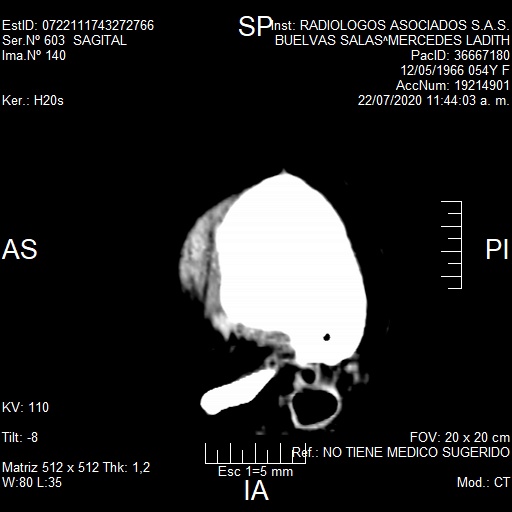 EstID: 0722111743272766
Ser.Nº 603 SAGITAL
Ima.Nº 140
Ker.: H20s
SP
Inst: RADIOLOGOS ASOCIADOS S.A.S.
BUELVAS SALAS^MERCEDES LADITH
PacID: 36667180
12/05/1966 054Y F
AccNum: 19214901
22/07/2020 11:44:03 a. m.
AS
PI
KV: 110
Tilt: -8
Matriz 512 x 512 Thk: 1,2
W:80 L:35
Esc 1=5 mm
IA
FOV: 20 x 20 cm
Ref.: NO TIENE MEDICO SUGERIDO
Mod.: CT